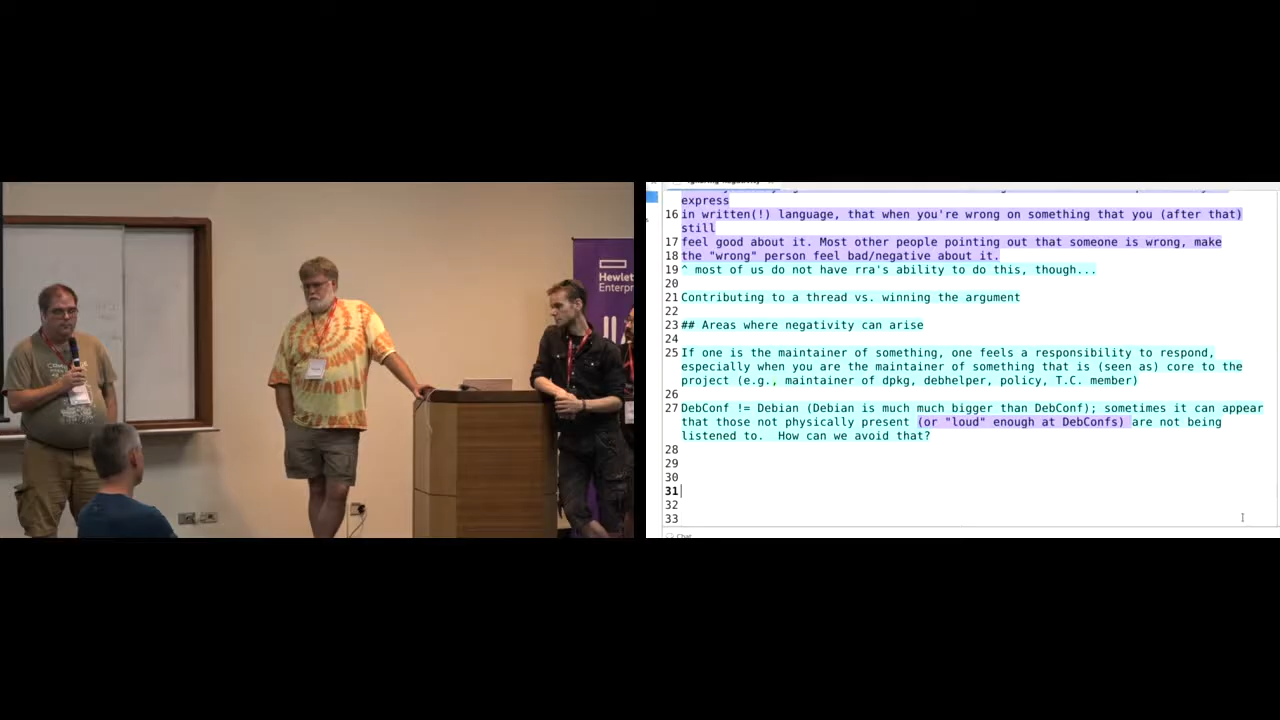 Hewlet
Enterpr
express
16 in written(!) language, that when you're wrong on something that you (after that)
still
17 feel good about it. Most other people pointing out that someone is wrong, make
18 the "wrong" person feel bad/negative about it.
19 ^ most of us do not have rra's ability to do this, though...
20
21 Contributing to a thread vs. winning the argument
22
23 ## Areas where negativity can arise
24
25 If one is the maintainer of something, one feels a responsibility to respond,
especially when you are the maintainer of something that is (seen as) core to the
project (e.g., maintainer of dpkg, debhelper, policy, T.C. member)
26
27 DebConf != Debian (Debian is much much bigger than DebConf); sometimes it can appear
that those not physically present (or "loud" enough at DebConfs) are not being
listened to.  How can we avoid that?
28
29
30
31
32
33
Chat